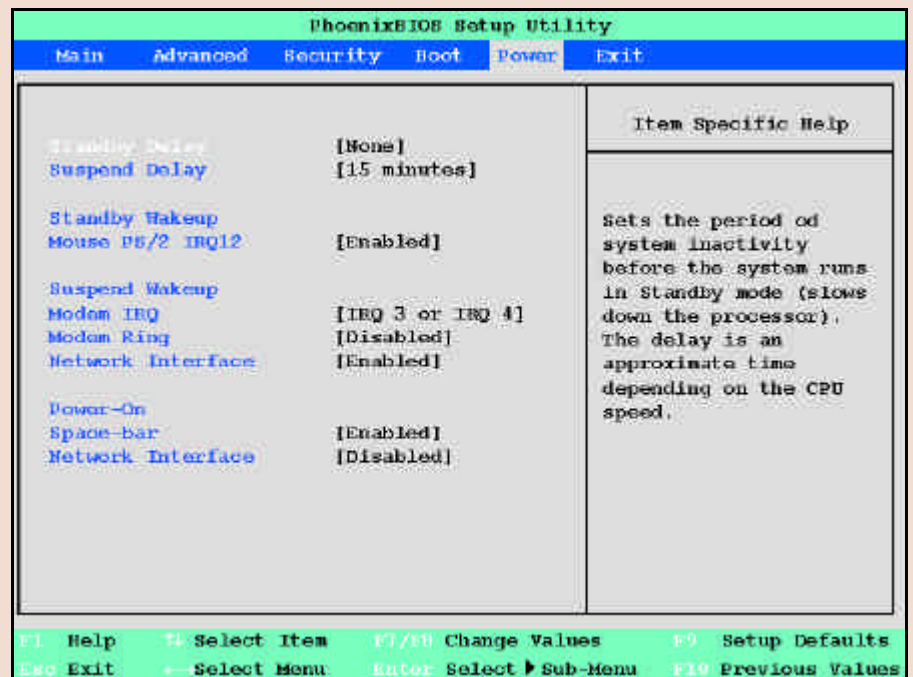 PhoenixBIOS Setup Utility
Main Advanced Security Boot Power Exit
Item Specific Help
Standby Delay [None]
Suspend Delay [15 minutes]
Standby Wakeup
Mouse PS/2 IRQ12 [Enabled]
Suspend Wakeup
Modem IRQ [IRQ 3 or IRQ 4]
Modem Ring [Disabled]
Network Interface [Enabled]
Power-On
Space-bar [Enabled]
Network Interface [Disabled]
Sets the period od
system inactivity
before the system runs
in Standby mode (slows
down the processor).
The delay is an
approximate time
depending on the CPU
speed.
F1 Help ↑↓ Select Item F7/F8 Change Values F9 Setup Defaults
Esc Exit ←→ Select Menu Enter Select ▶ Sub-Menu F10 Previous Values